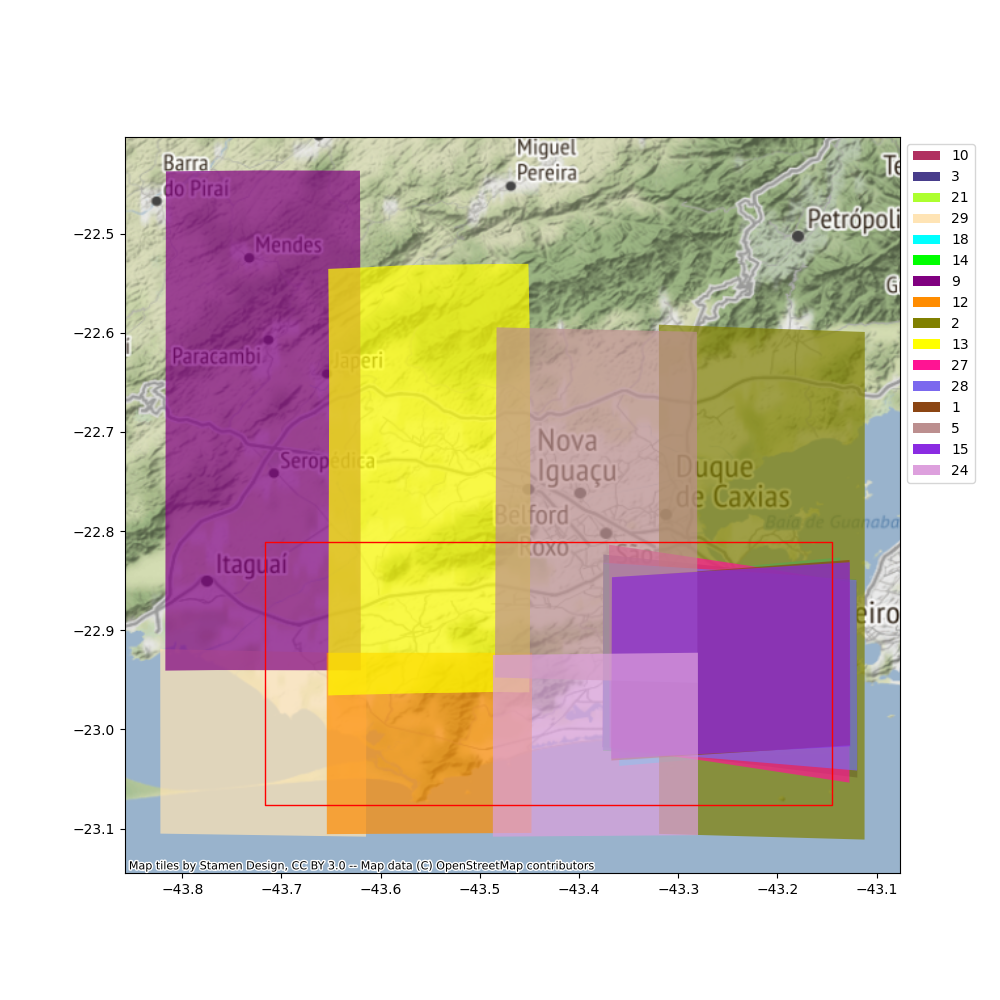 Miguel
Pereira
Barra
do Pirai
Te
Petrópoli
Mendes
G
i
Paracambi
Japeri
Nova
Iguaçu
Seropédica
Duque
de Caxias
Belford
Roxo
Baía de Guanaba
São
Itaguaí
eiro
Map tiles by Stamen Design, CC BY 3.0 -- Map data (C) OpenStreetMap contributors
−22.5
−22.6
−22.7
−22.8
−22.9
−23.0
−23.1
−43.8 −43.7 −43.6 −43.5 −43.4 −43.3 −43.2 −43.1
10
3
21
29
18
14
9
12
2
13
27
28
1
5
15
24